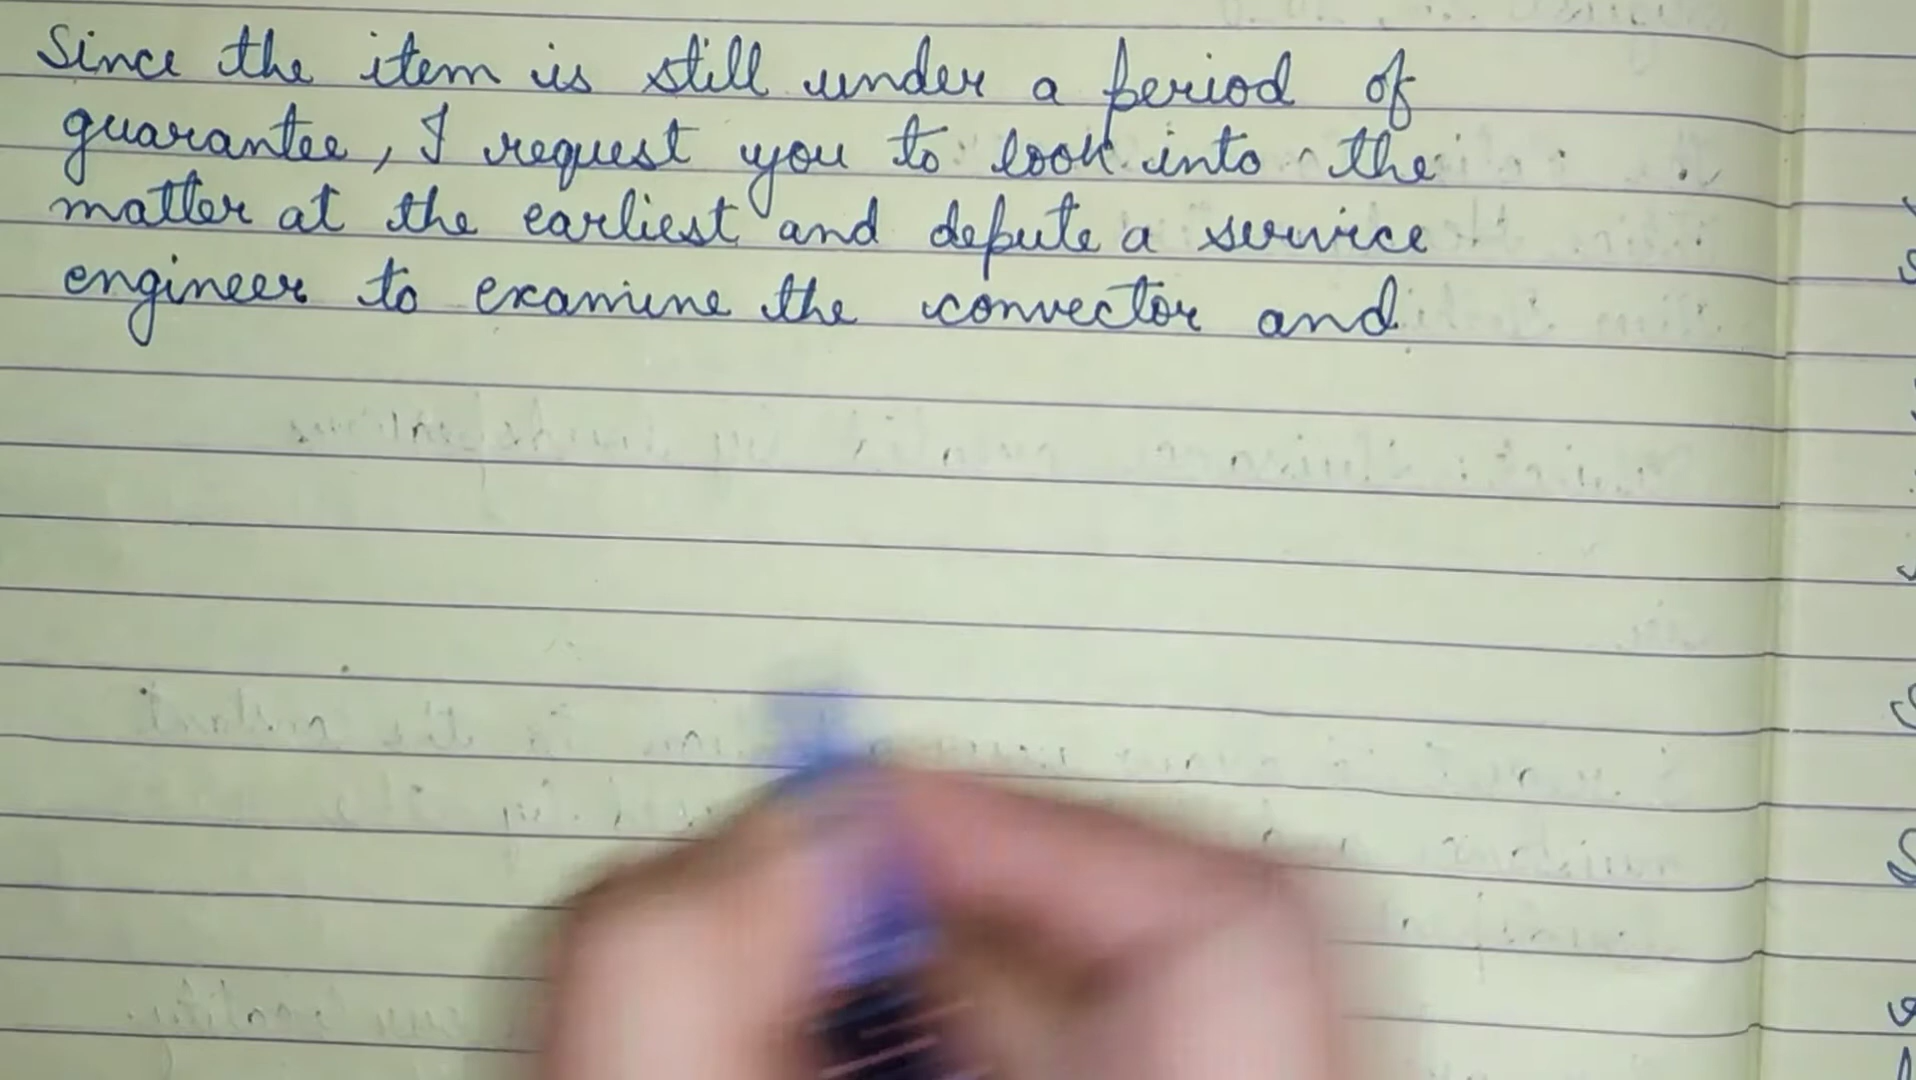 Since the item is still under a period of
guarantee, I request you to look into the
matter at the earliest and depute a service
engineer to examine the convector and